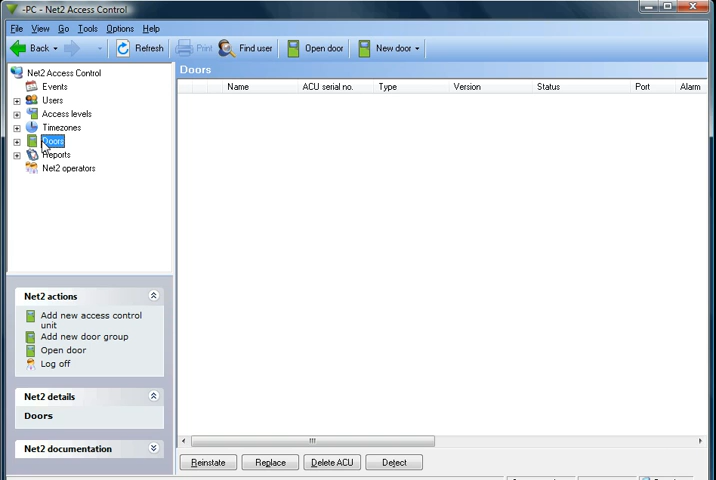 -PC - Net2 Access Control
File View Go Tools Options Help
Back Refresh Print Find user Open door New door
Net2 Access Control
Events
Users
Access levels
Timezones
Doors
Reports
Net2 operators
Doors
Name ACU serial no. Type Version Status Port Alarm
Net2 actions
Add new access control
unit
Add new door group
Open door
Log off
Net2 details
Doors
Net2 documentation
Reinstate Replace Delete ACU Detect